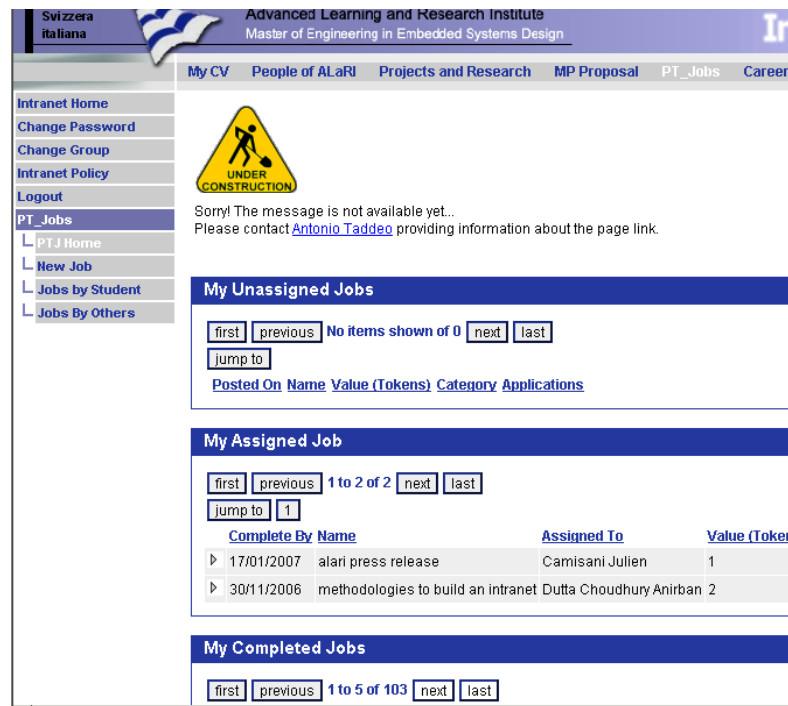 Svizzera
italiana
Advanced Learning and Research Institute
Master of Engineering in Embedded Systems Design
My CV People of ALaRI Projects and Research MP Proposal PT_Jobs Career
Intranet Home
Change Password
Change Group
Intranet Policy
Logout
PT_Jobs
PTJ Home
New Job
Jobs by Student
Jobs By Others
UNDER
CONSTRUCTION
Sorry! The message is not available yet...
Please contact Antonio Taddeo providing information about the page link.
My Unassigned Jobs
first previous No items shown of 0 next last
jump to
Posted On Name Value (Tokens) Category Applications
My Assigned Job
first previous 1 to 2 of 2 next last
jump to 1
Complete By Name Assigned To Value (Token
17/01/2007 alari press release Camisani Julien 1
30/11/2006 methodologies to build an intranet Dutta Choudhury Anirban 2
My Completed Jobs
first previous 1 to 5 of 103 next last